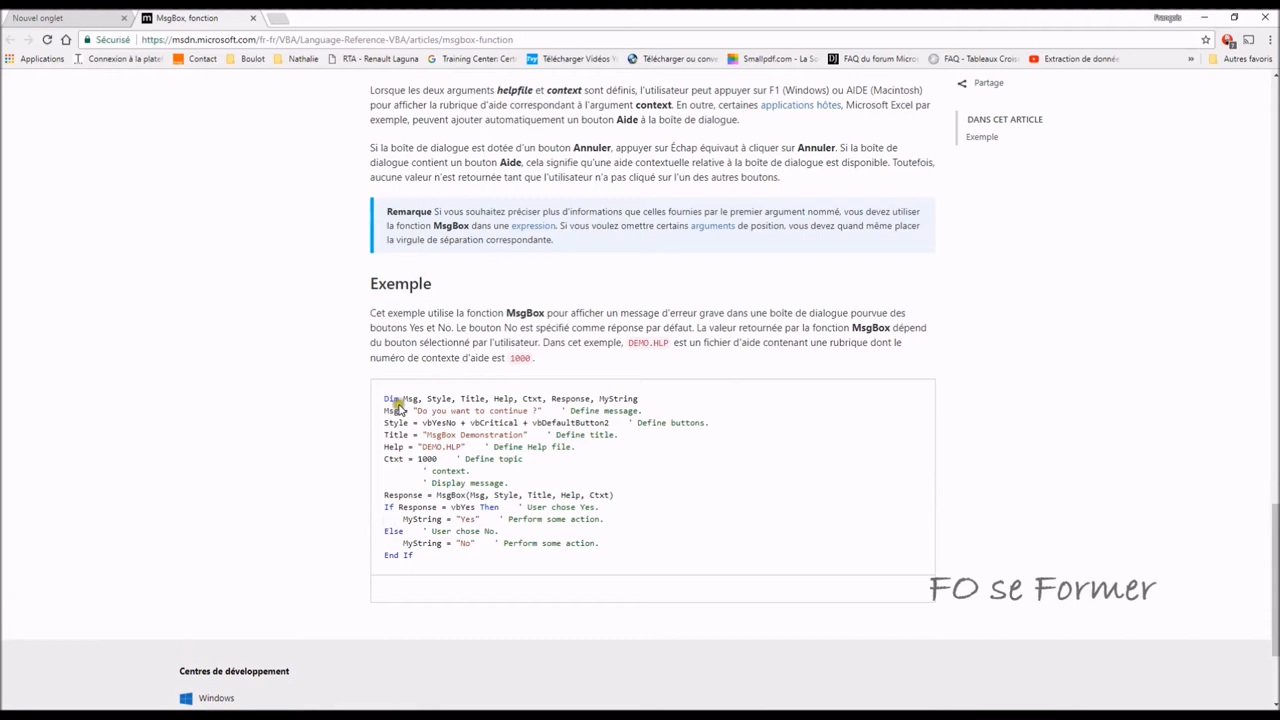 Nouvel onglet
MsgBox, fonction
François
Sécurisé
https://msdn.microsoft.com/fr-fr/VBA/Language-Reference-VBA/articles/msgbox-function
Applications
Connexion à la platef
Contact
Boulot
Nathalie
RTA - Renault Laguna
Training Center: Certi
Télécharger Vidéos Y
Télécharger ou conve
Smallpdf.com - La So
FAQ du forum Micros
FAQ - Tableaux Crois
Extraction de donnée
»
Autres favoris
Lorsque les deux arguments helpfile et context sont définis, l'utilisateur peut appuyer sur F1 (Windows) ou AIDE (Macintosh)
pour afficher la rubrique d'aide correspondant à l'argument context. En outre, certaines applications hôtes, Microsoft Excel par
exemple, peuvent ajouter automatiquement un bouton Aide à la boîte de dialogue.
Si la boîte de dialogue est dotée d'un bouton Annuler, appuyer sur Échap équivaut à cliquer sur Annuler. Si la boîte de
dialogue contient un bouton Aide, cela signifie qu'une aide contextuelle relative à la boîte de dialogue est disponible. Toutefois,
aucune valeur n'est retournée tant que l'utilisateur n'a pas cliqué sur l'un des autres boutons.
Remarque Si vous souhaitez préciser plus d'informations que celles fournies par le premier argument nommé, vous devez utiliser
la fonction MsgBox dans une expression. Si vous voulez omettre certains arguments de position, vous devez quand même placer
la virgule de séparation correspondante.
Exemple
Cet exemple utilise la fonction MsgBox pour afficher un message d'erreur grave dans une boîte de dialogue pourvue des
boutons Yes et No. Le bouton No est spécifié comme réponse par défaut. La valeur retournée par la fonction MsgBox dépend
du bouton sélectionné par l'utilisateur. Dans cet exemple, DEMO.HLP est un fichier d'aide contenant une rubrique dont le
numéro de contexte d'aide est 1000 .
Dim Msg, Style, Title, Help, Ctxt, Response, MyString
Msg = "Do you want to continue ?" ' Define message.
Style = vbYesNo + vbCritical + vbDefaultButton2 ' Define buttons.
Title = "MsgBox Demonstration" ' Define title.
Help = "DEMO.HLP" ' Define Help file.
Ctxt = 1000 ' Define topic
' context.
' Display message.
Response = MsgBox(Msg, Style, Title, Help, Ctxt)
If Response = vbYes Then ' User chose Yes.
MyString = "Yes" ' Perform some action.
Else ' User chose No.
MyString = "No" ' Perform some action.
End If
Partage
DANS CET ARTICLE
Exemple
FO se Former
Centres de développement
Windows